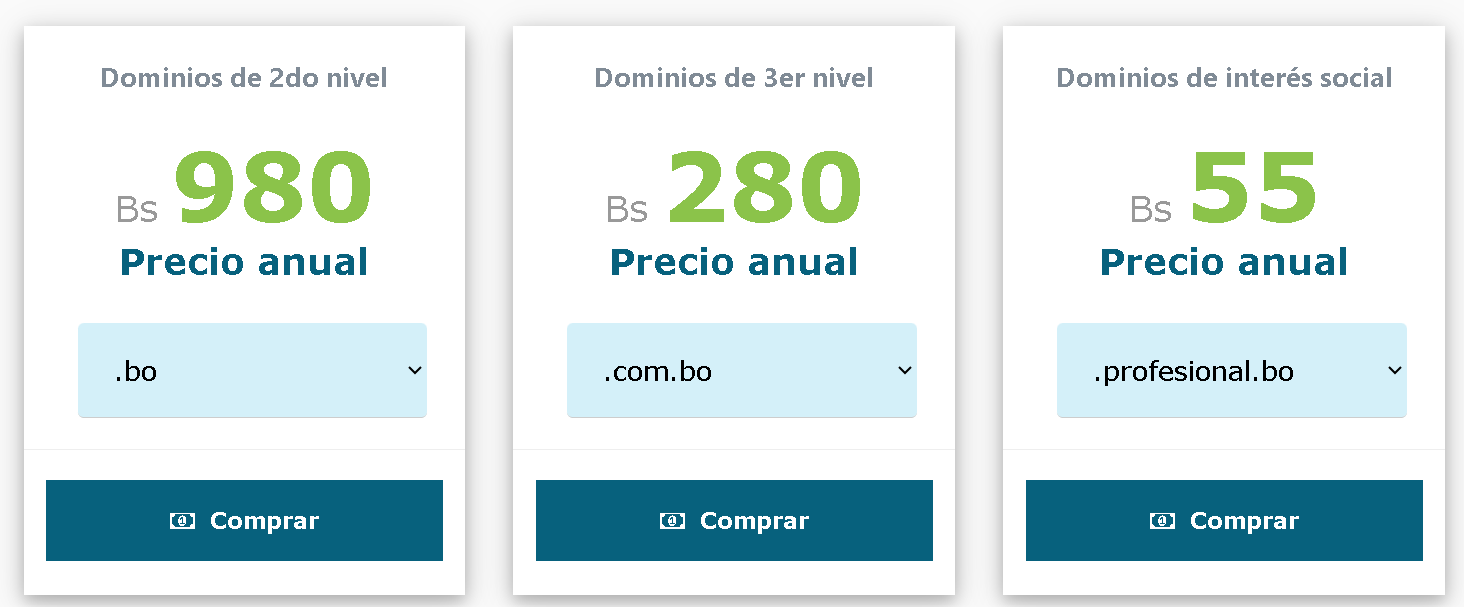 Dominios de 2do nivel
Bs 980
Precio anual
.bo
Comprar
Dominios de 3er nivel
Bs 280
Precio anual
.com.bo
Comprar
Dominios de interés social
Bs 55
Precio anual
.profesional.bo
Comprar